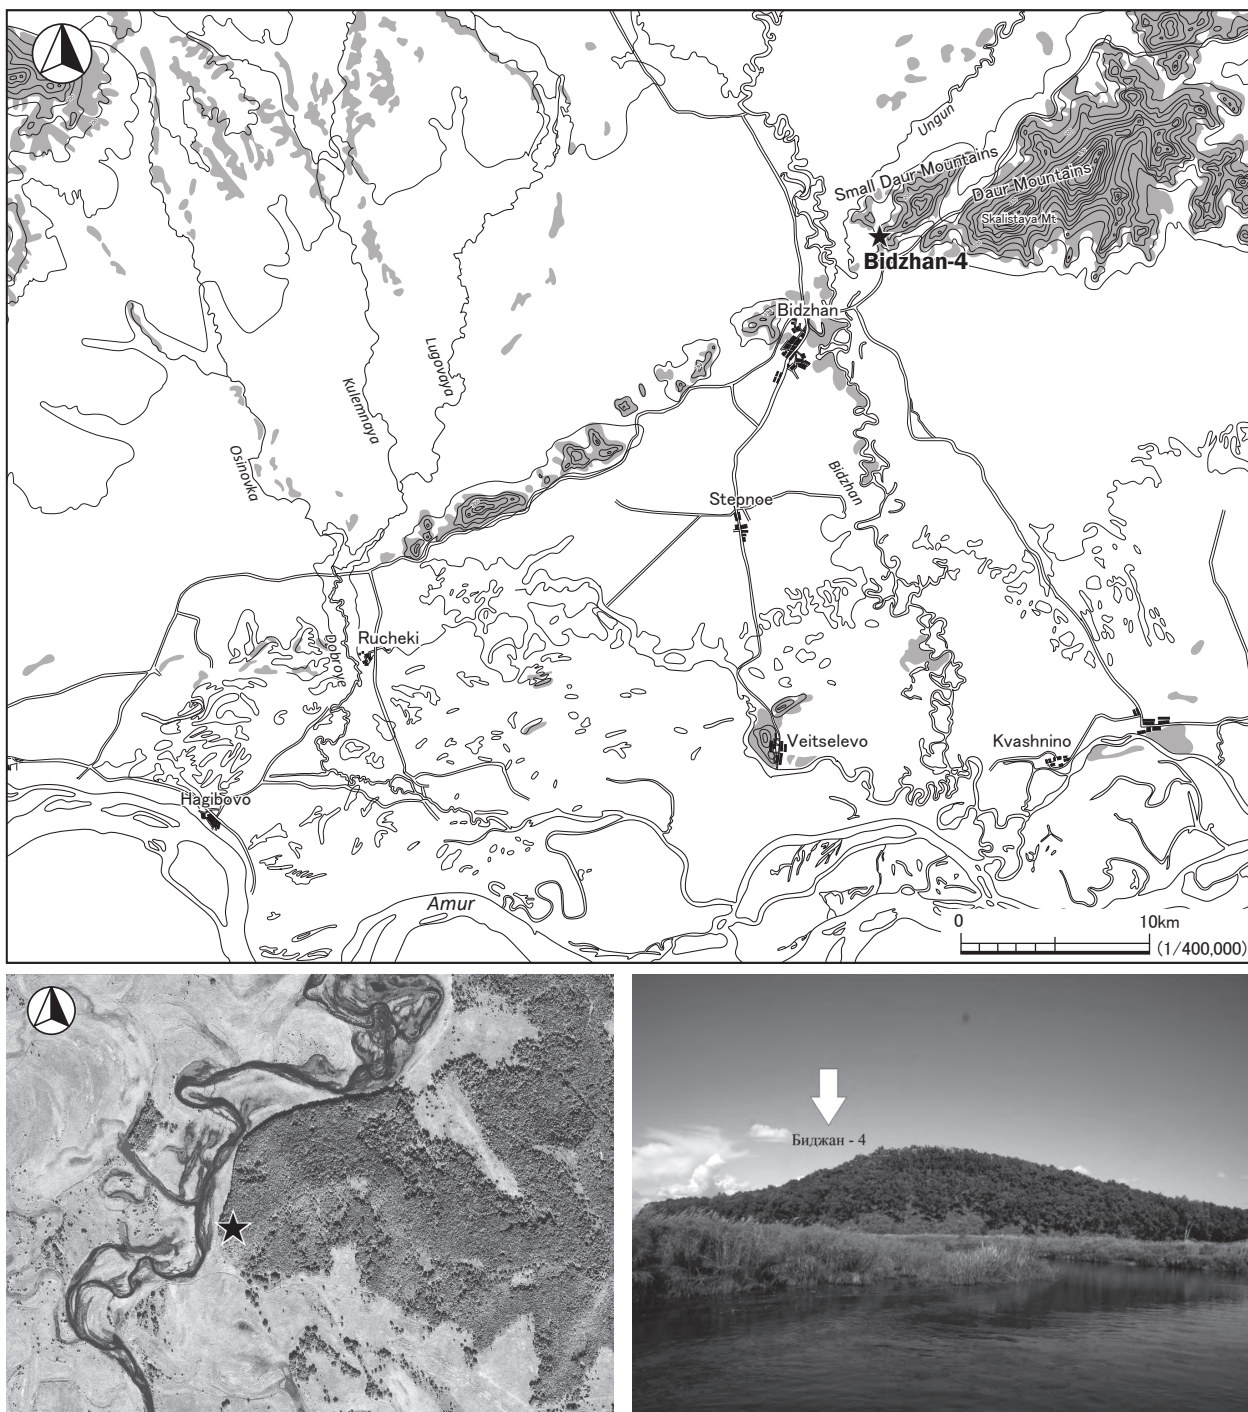 Ungun
Small Daur Mountains
Daur Mountains
Skalistaya Mt
Bidzhan-4
Bidzhan
Lugovaya
Kulemnaya
Osinovka
Bidzhan
Stepnoe
Rucheki
Dobroye
Veitselevo
Kvashnino
Hagibovo
Amur
0 10km
(1/400,000)
Биджан - 4